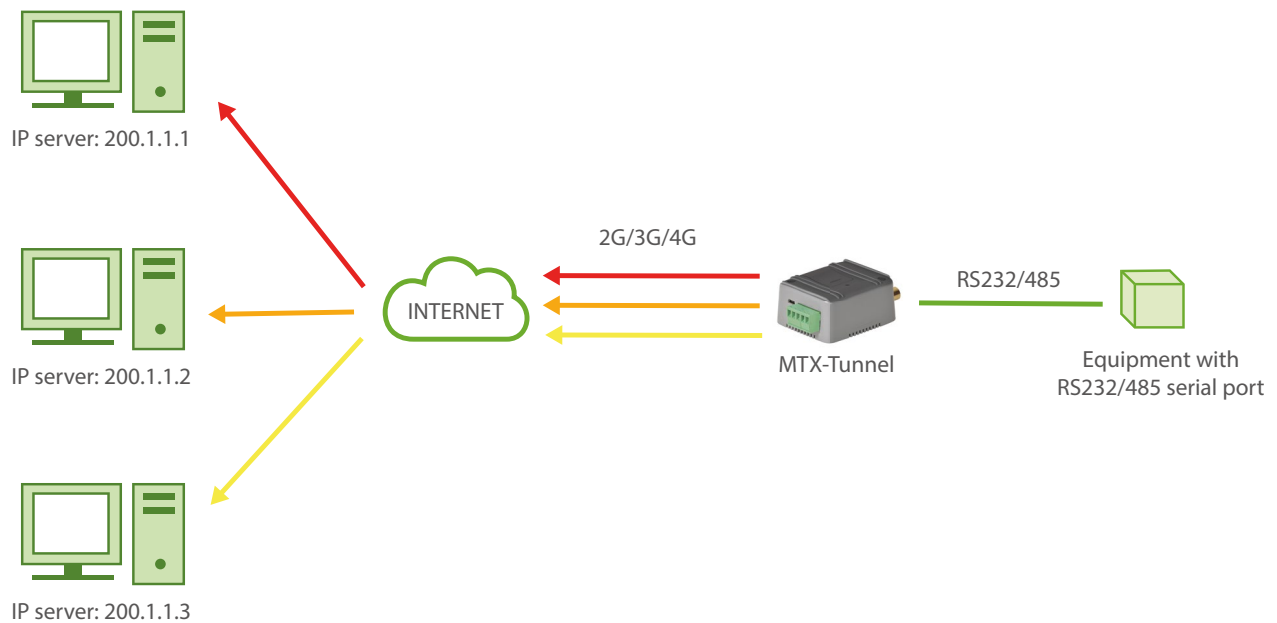 IP server: 200.1.1.1
2G/3G/4G
INTERNET
RS232/485
MTX-Tunnel
Equipment with
RS232/485 serial port
IP server: 200.1.1.2
IP server: 200.1.1.3